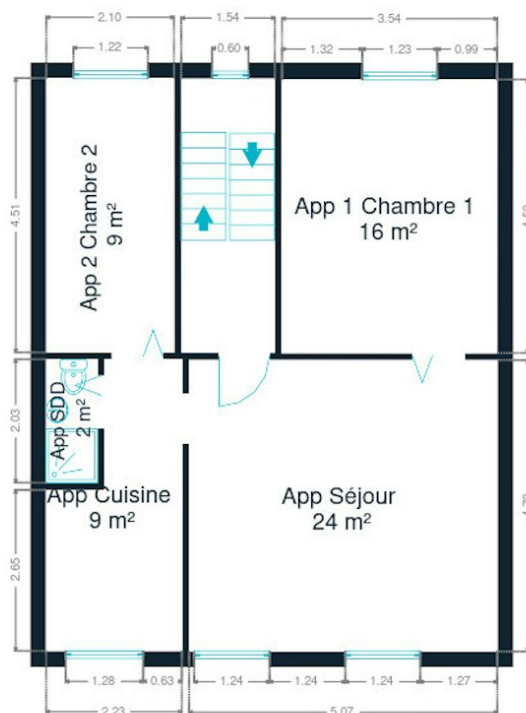 2.10
1.54
3.54
1.22
0.60
1.32
1.23
0.99
4.51
App 2 Chambre 2
9 m²
App 1 Chambre 1
16 m²
2.03
App SDD
2 m²
App Cuisine
9 m²
App Séjour
24 m²
2.65
1.28
0.63
1.24
1.24
1.24
1.27
2.23
5.07